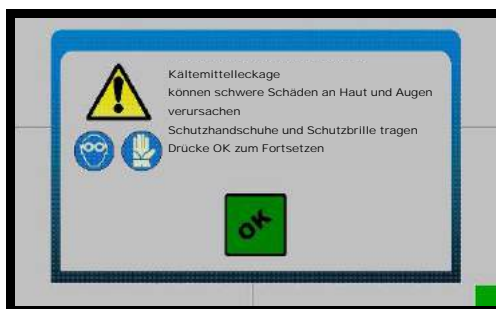 Kältemittelleckage
können schwere Schäden an Haut und Augen
verursachen
Schutzhandschuhe und Schutzbrille tragen
Drücke OK zum Fortsetzen
OK